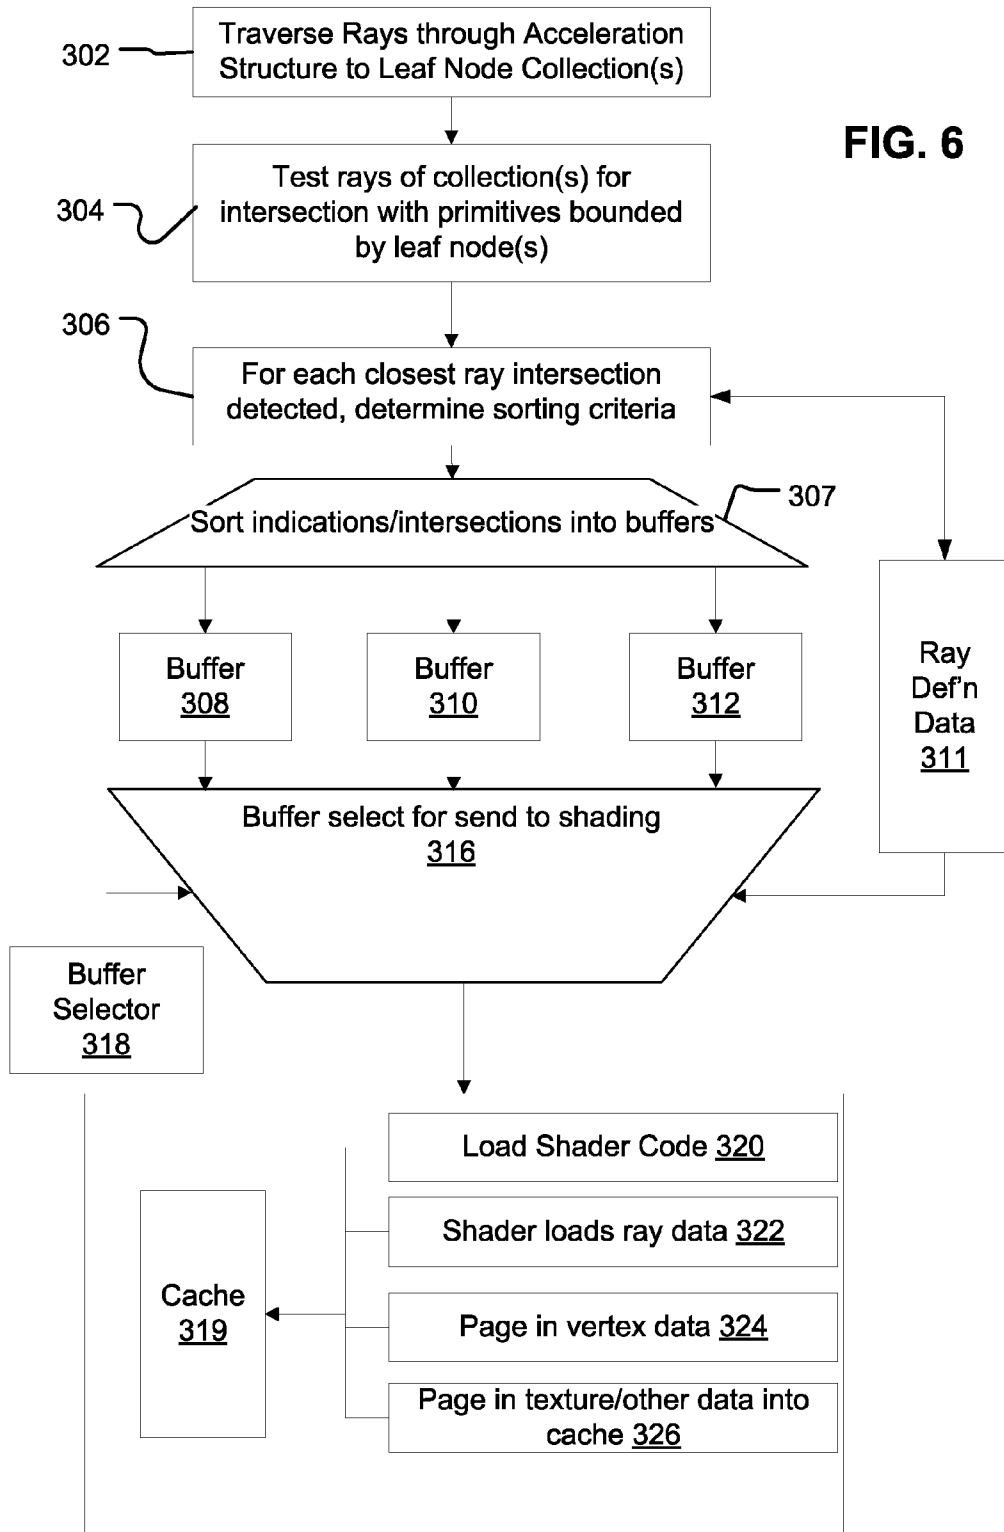 Traverse Rays through Acceleration
Structure to Leaf Node Collection(s)
302
FIG. 6
Test rays of collection(s) for
intersection with primitives bounded
by leaf node(s)
304
306
For each closest ray intersection
detected, determine sorting criteria
307
Sort indications/intersections into buffers
Buffer
308
Buffer
310
Buffer
312
Ray
Def'n
Data
311
Buffer select for send to shading
316
Buffer
Selector
318
Load Shader Code 320
Shader loads ray data 322
Cache
319
Page in vertex data 324
Page in texture/other data into
cache 326